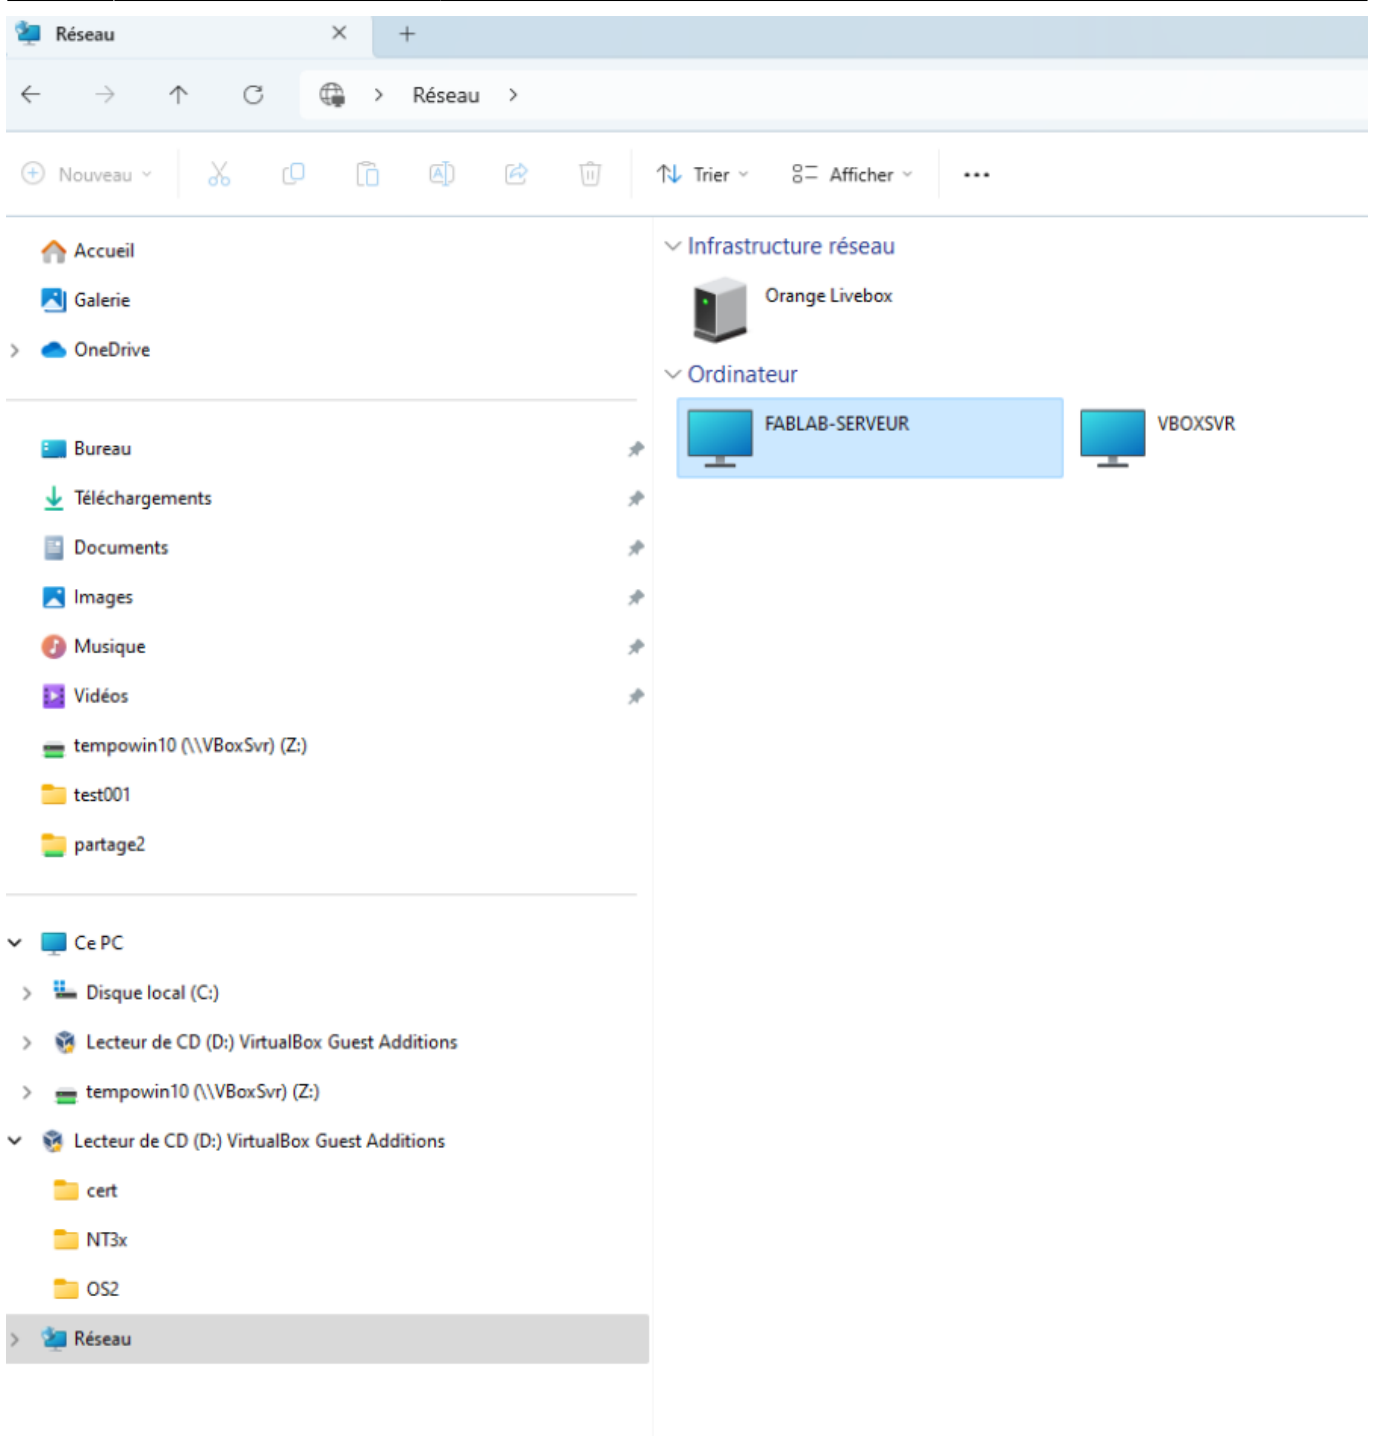 Réseau
Réseau
Nouveau
Trier
Afficher
Accueil
Galerie
OneDrive
Bureau
Téléchargements
Documents
Images
Musique
Vidéos
tempowin10 (\\VBoxSvr) (Z:)
test001
partage2
Ce PC
Disque local (C:)
Lecteur de CD (D:) VirtualBox Guest Additions
tempowin10 (\\VBoxSvr) (Z:)
Lecteur de CD (D:) VirtualBox Guest Additions
cert
NT3x
OS2
Réseau
Infrastructure réseau
Orange Livebox
Ordinateur
FABLAB-SERVEUR
VBOXSVR